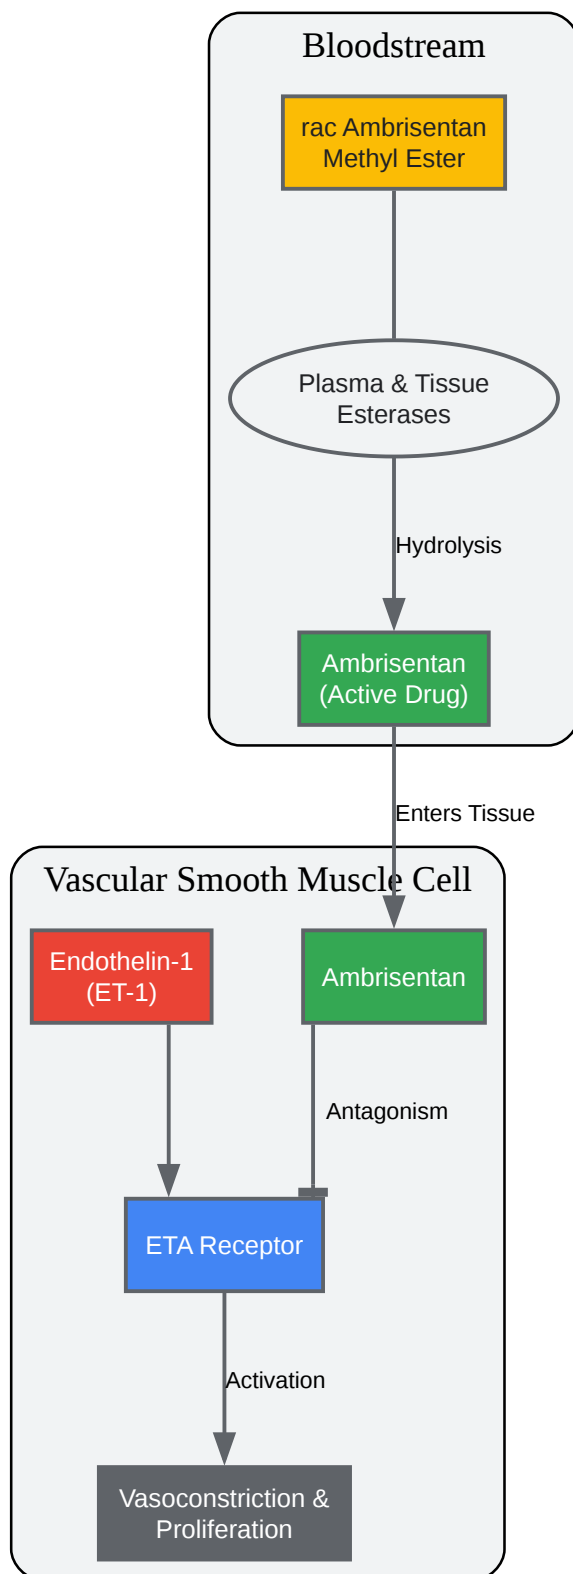 Bloodstream
rac Ambrisentan
Methyl Ester
Plasma & Tissue
Esterases
Hydrolysis
Ambrisentan
(Active Drug)
Enters Tissue
Vascular Smooth Muscle Cell
Endothelin-1
(ET-1)
Ambrisentan
Antagonism
ETA Receptor
Activation
Vasoconstriction &
Proliferation